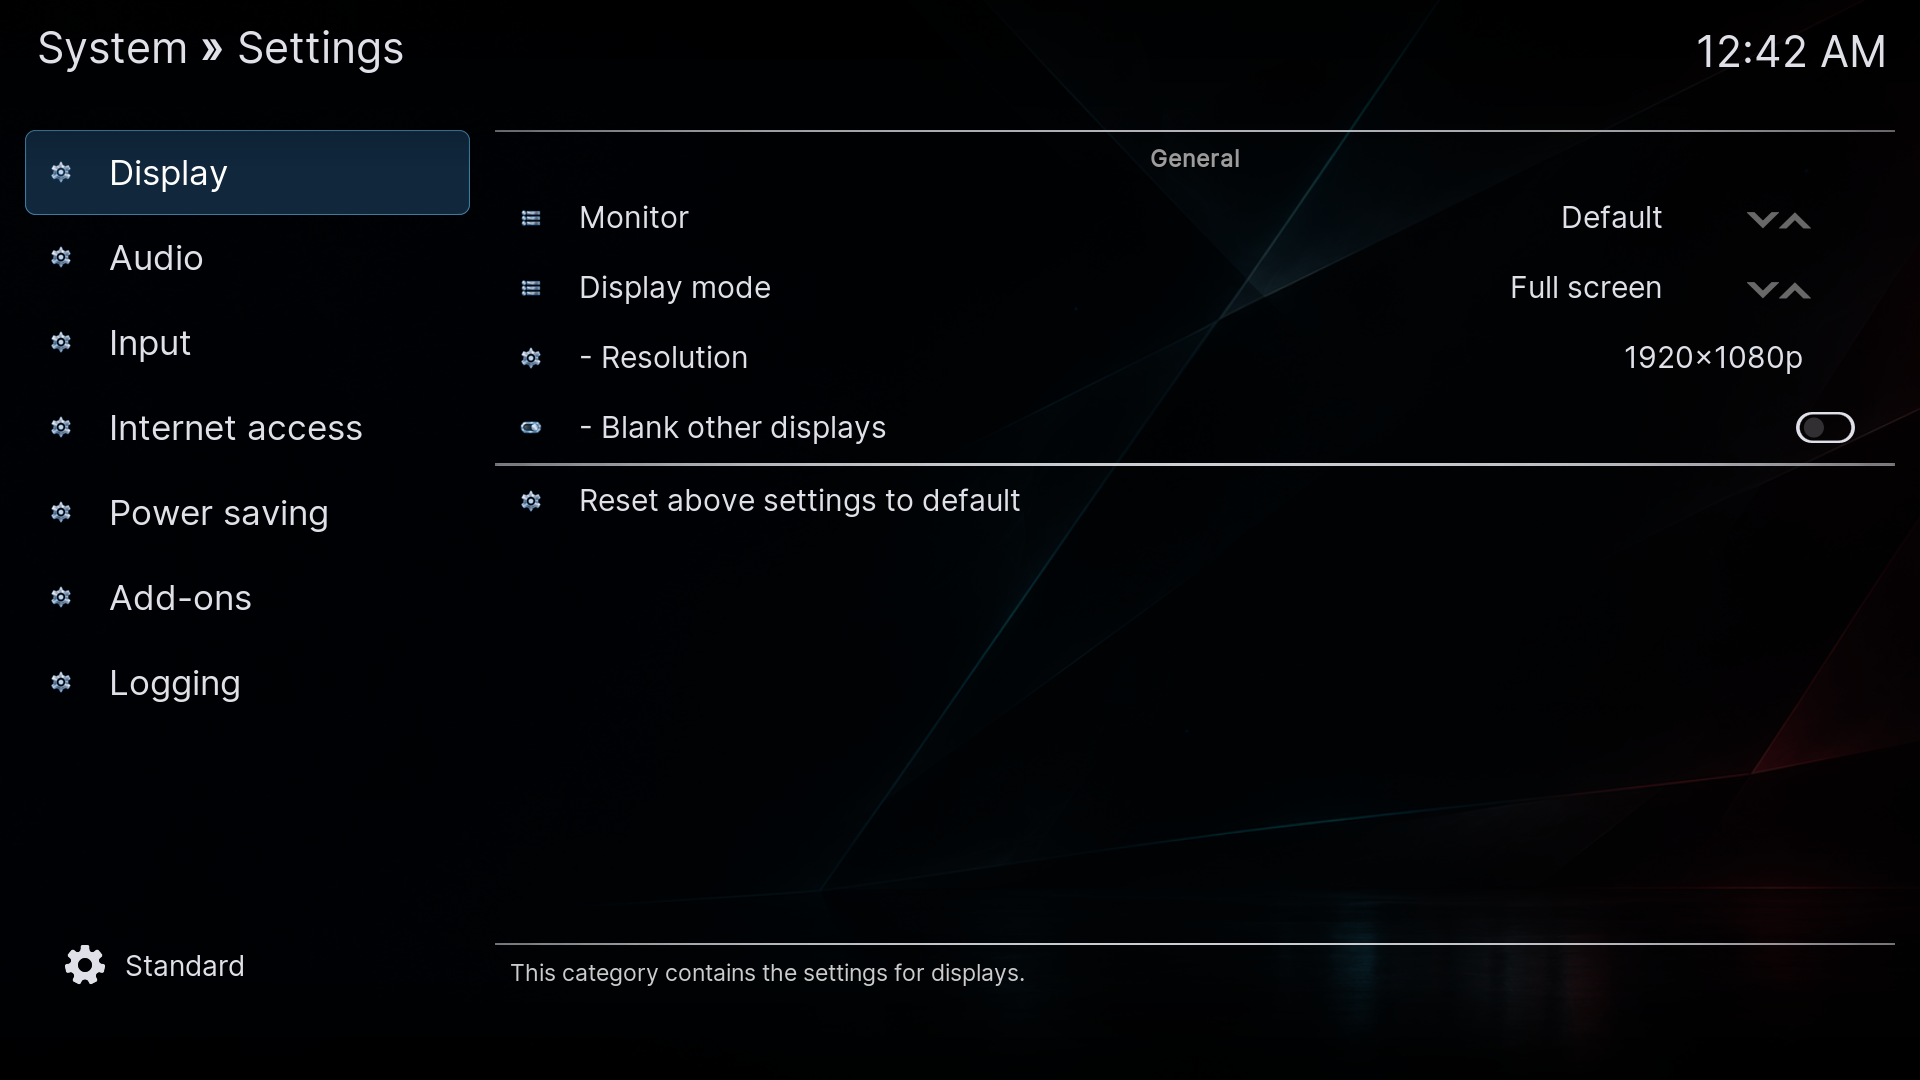 System » Settings
12:42 AM
Display
Audio
Input
Internet access
Power saving
Add-ons
Logging
Standard
General
Monitor Default
Display mode Full screen
- Resolution 1920×1080p
- Blank other displays
Reset above settings to default
This category contains the settings for displays.